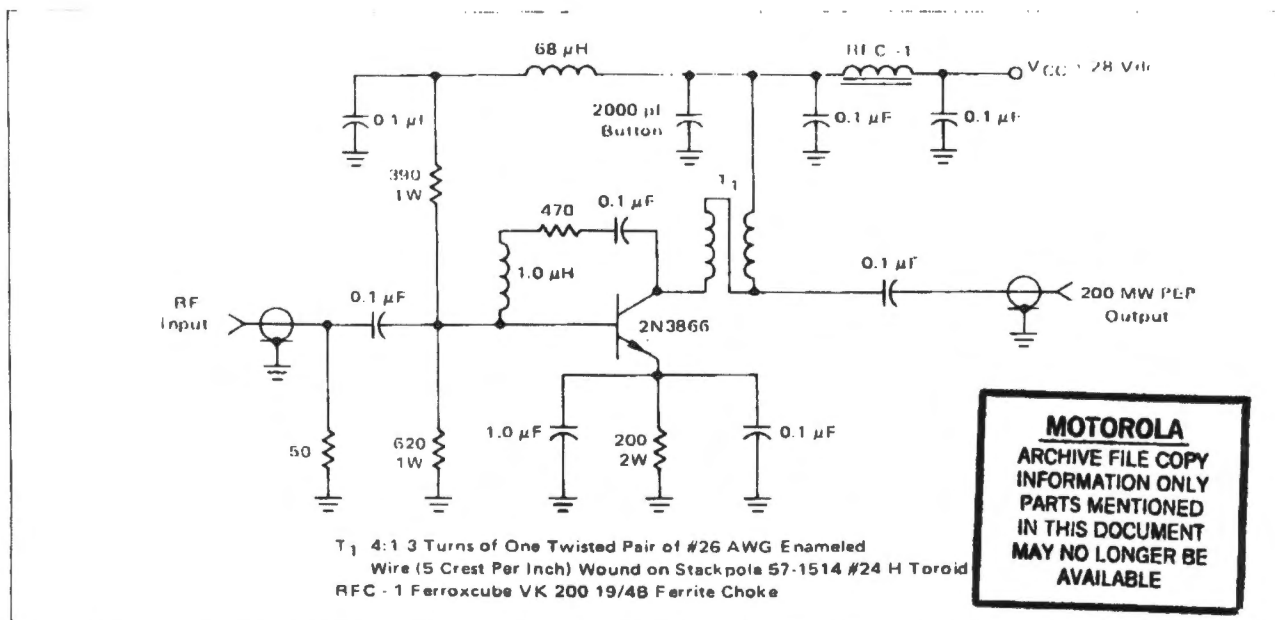 68 µH
RFC - 1
VCC + 28 Vdc
0.1 µF
2000 pf
Button
0.1 µF
0.1 µF
390
1W
T1
470
0.1 µF
1.0 µH
0.1 µF
RF
Input
0.1 µF
2N3866
200 MW PEP
Output
50
620
1W
1.0 µF
200
2W
0.1 µF
T1 4:1 3 Turns of One Twisted Pair of #26 AWG Enameled
Wire (5 Crest Per Inch) Wound on Stackpole 57-1514 #24 H Toroid
RFC - 1 Ferroxcube VK 200 19/4B Ferrite Choke
MOTOROLA
ARCHIVE FILE COPY
INFORMATION ONLY
PARTS MENTIONED
IN THIS DOCUMENT
MAY NO LONGER BE
AVAILABLE